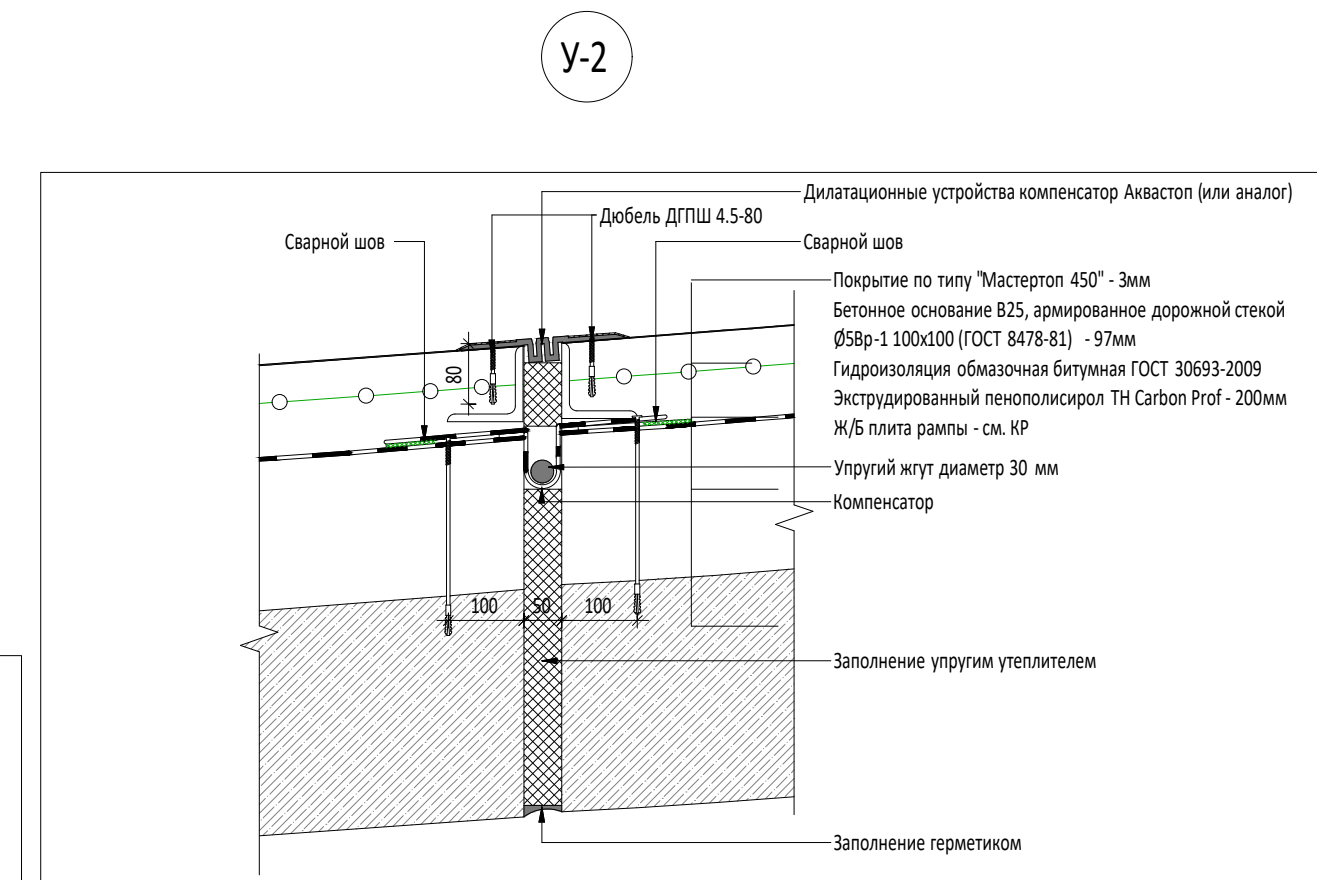 У-2
Дилатационные устройства компенсатор Аквастоп (или аналог)
Дюбель ДГПШ 4.5-80
Сварной шов
Сварной шов
Покрытие по типу "Мастертоп 450" - 3мм
Бетонное основание В25, армированное дорожной стекой
Ø5Вр-1 100х100 (ГОСТ 8478-81) - 97мм
Гидроизоляция обмазочная битумная ГОСТ 30693-2009
Экструдированный пенополисирол ТН Carbon Prof - 200мм
Ж/Б плита рампы - см. КР
80
Упругий жгут диаметр 30 мм
Компенсатор
100 50 100
Заполнение упругим утеплителем
Заполнение герметиком